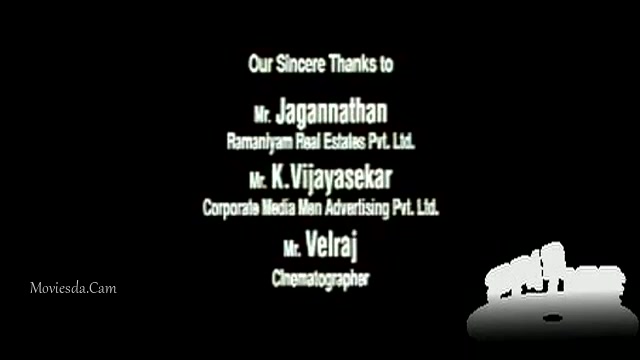 Our Sincere Thanks to
Mr. Jagannathan
Ramaniyam Real Estates Pvt. Ltd.
Mr. K.Vijayasekar
Corporate Media Men Advertising Pvt. Ltd.
Mr. Velraj
Cinematographer
Moviesda.Cam